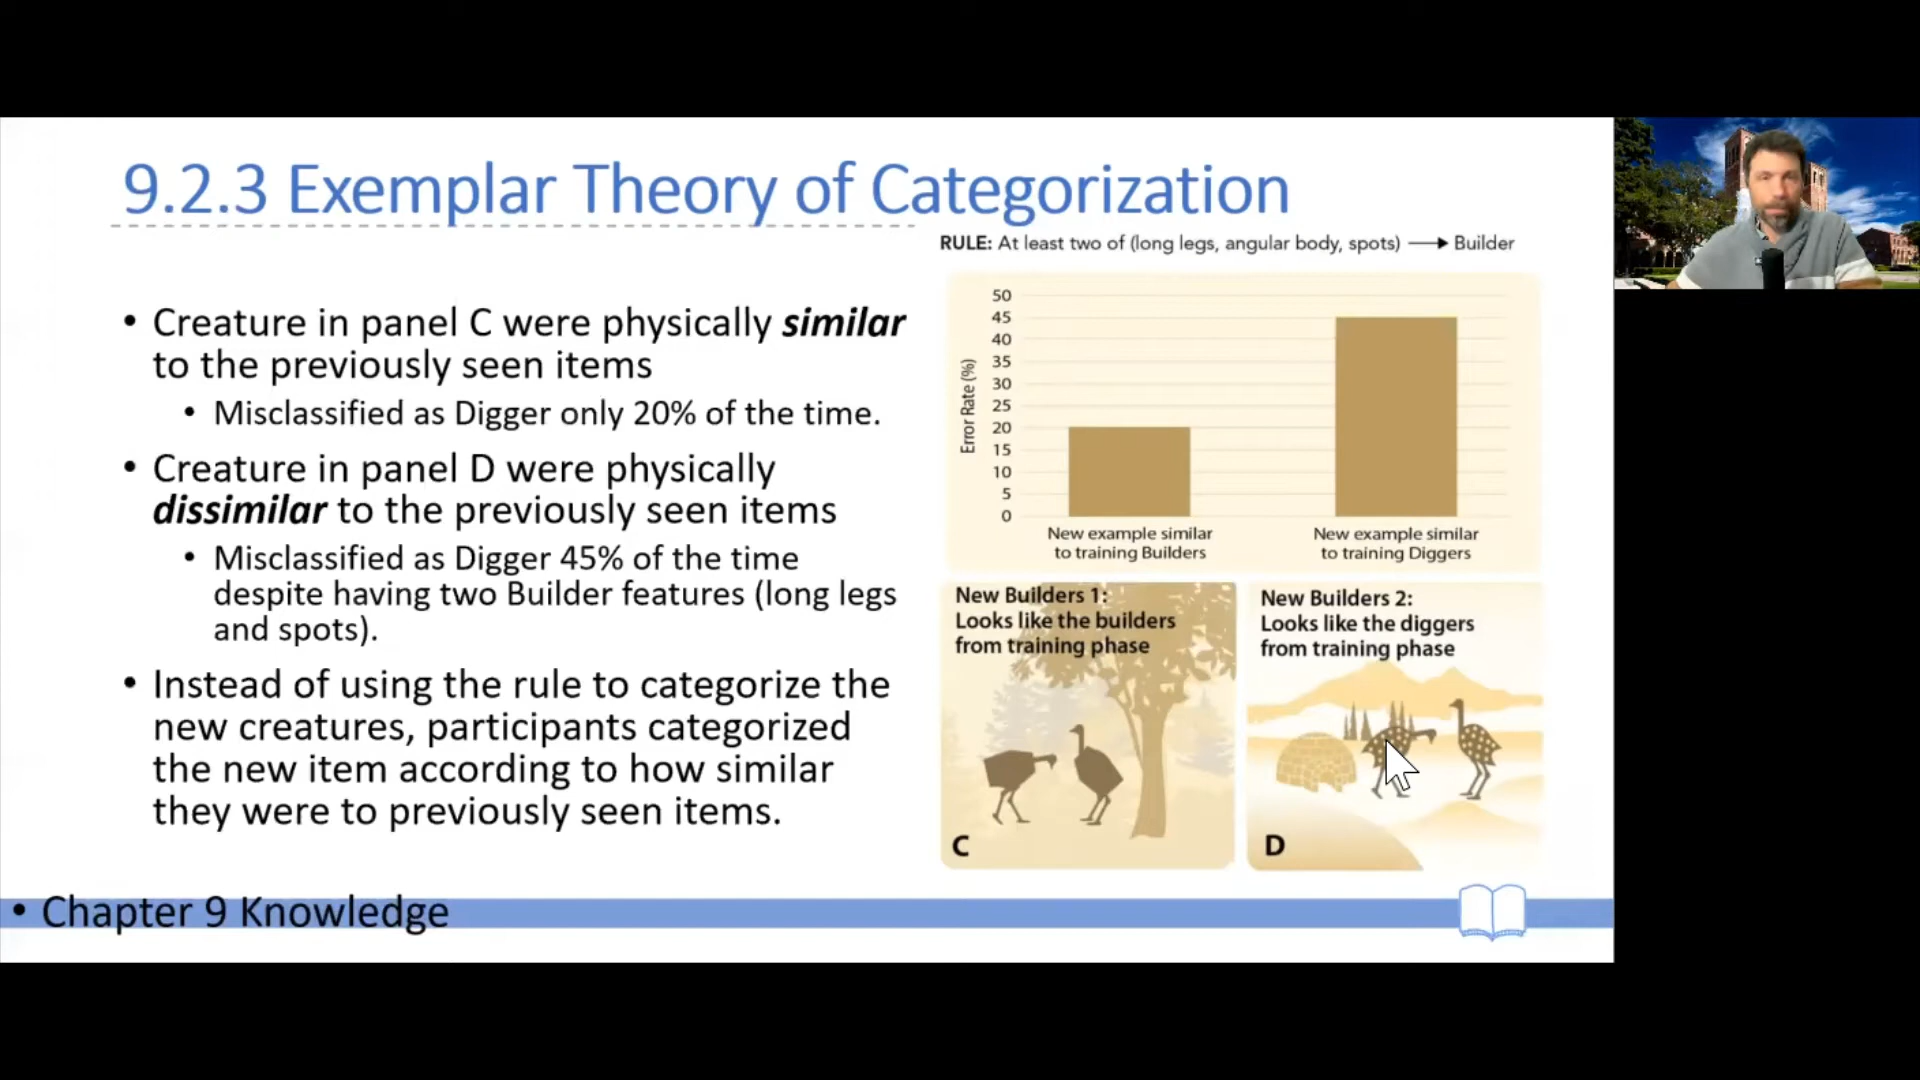 9.2.3 Exemplar Theory of Categorization
• Creature in panel C were physically similar
to the previously seen items
• Misclassified as Digger only 20% of the time.
• Creature in panel D were physically
dissimilar to the previously seen items
• Misclassified as Digger 45% of the time
despite having two Builder features (long legs
and spots).
• Instead of using the rule to categorize the
new creatures, participants categorized
the new item according to how similar
they were to previously seen items.
RULE: At least two of (long legs, angular body, spots) ⟶ Builder
Error Rate (%)
50
45
40
35
30
25
20
15
10
5
0
New example similar
to training Builders
New example similar
to training Diggers
New Builders 1:
Looks like the builders
from training phase
C
New Builders 2:
Looks like the diggers
from training phase
D
• Chapter 9 Knowledge